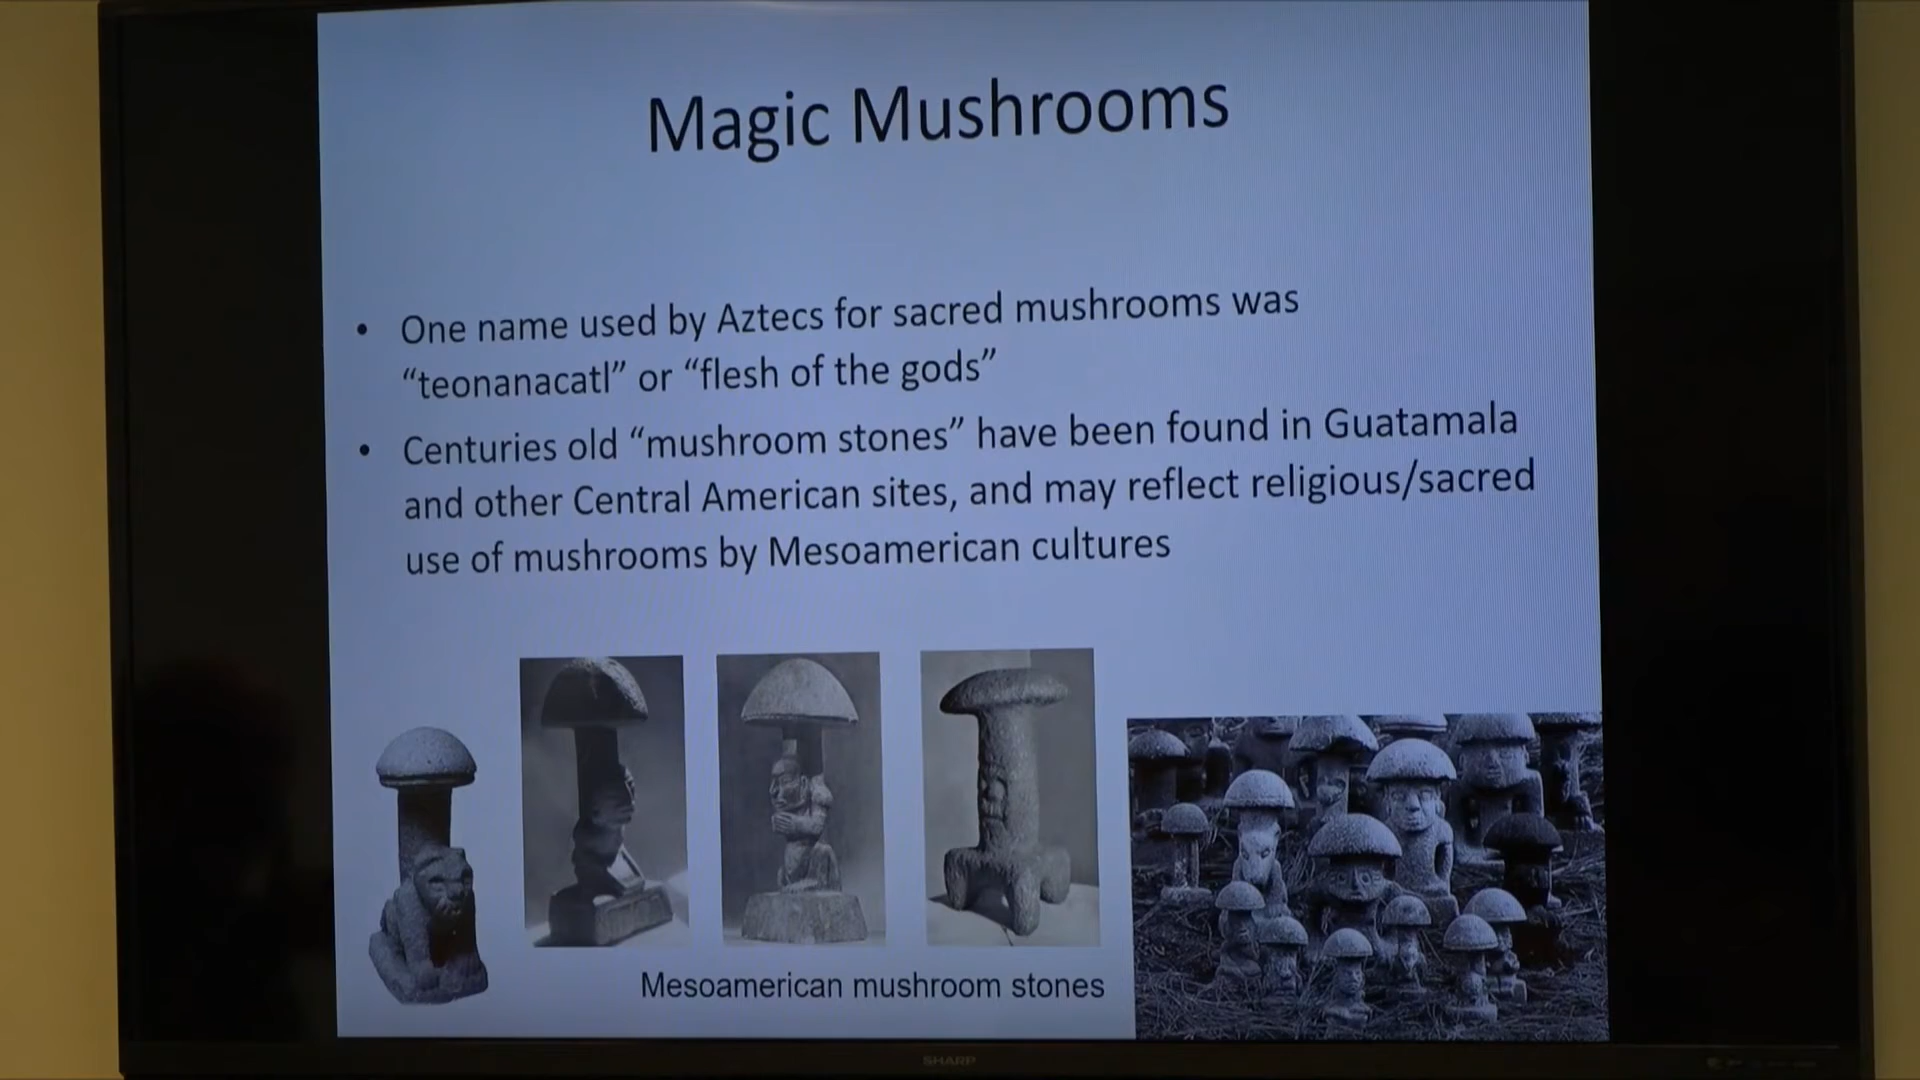 Magic Mushrooms
• One name used by Aztecs for sacred mushrooms was
“teonanacatl” or “flesh of the gods”
• Centuries old “mushroom stones” have been found in Guatamala
and other Central American sites, and may reflect religious/sacred
use of mushrooms by Mesoamerican cultures
Mesoamerican mushroom stones
SHARP